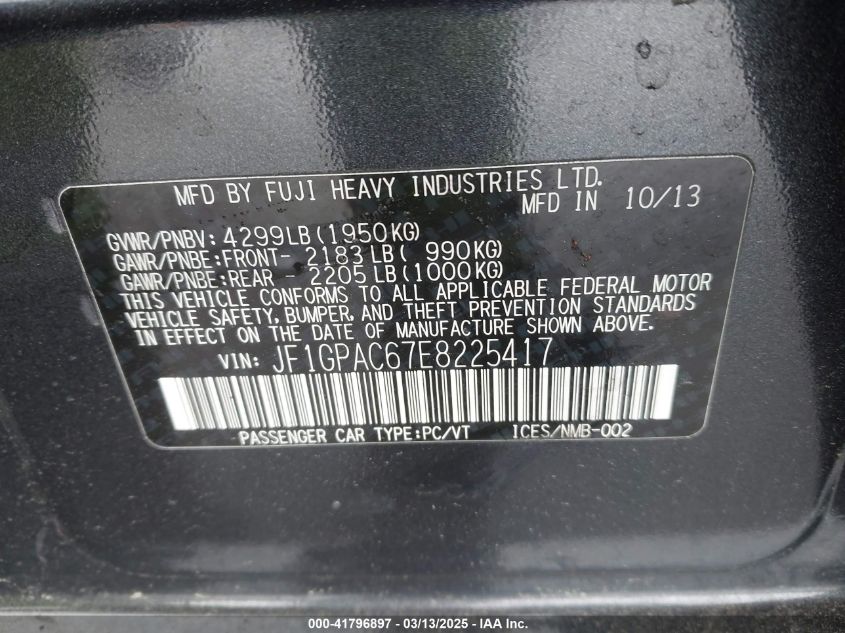 MFD BY FUJI HEAVY INDUSTRIES LTD.
MFD IN 10/13
GVWR/PNBV: 4299LB(1950KG)
GAWR/PNBE:FRONT- 2183LB( 990KG)
GAWR/PNBE:REAR - 2205LB(1000KG)
THIS VEHICLE CONFORMS TO ALL APPLICABLE FEDERAL MOTOR
VEHICLE SAFETY, BUMPER, AND THEFT PREVENTION STANDARDS
IN EFFECT ON THE DATE OF MANUFACTURE SHOWN ABOVE.
VIN: JF1GPAC67E8225417
PASSENGER CAR TYPE:PC/VT ICES/NMB-002
000-41796897 / 03/13/2025 / © IAA Inc.